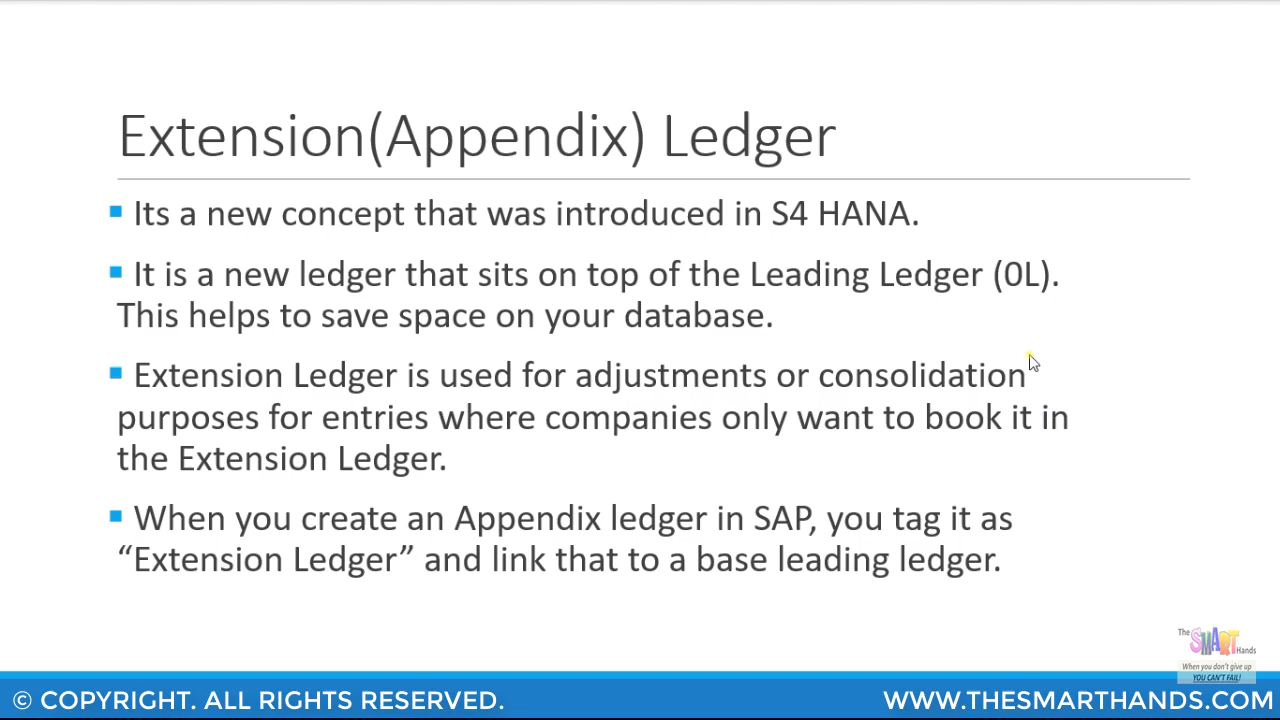 Extension(Appendix) Ledger
▪ Its a new concept that was introduced in S4 HANA.
▪ It is a new ledger that sits on top of the Leading Ledger (0L).
This helps to save space on your database.
▪ Extension Ledger is used for adjustments or consolidation
purposes for entries where companies only want to book it in
the Extension Ledger.
▪ When you create an Appendix ledger in SAP, you tag it as
“Extension Ledger” and link that to a base leading ledger.
The SMART Hands
When you don't give up
YOU CAN'T FAIL!
© COPYRIGHT. ALL RIGHTS RESERVED.
WWW.THESMARTHANDS.COM